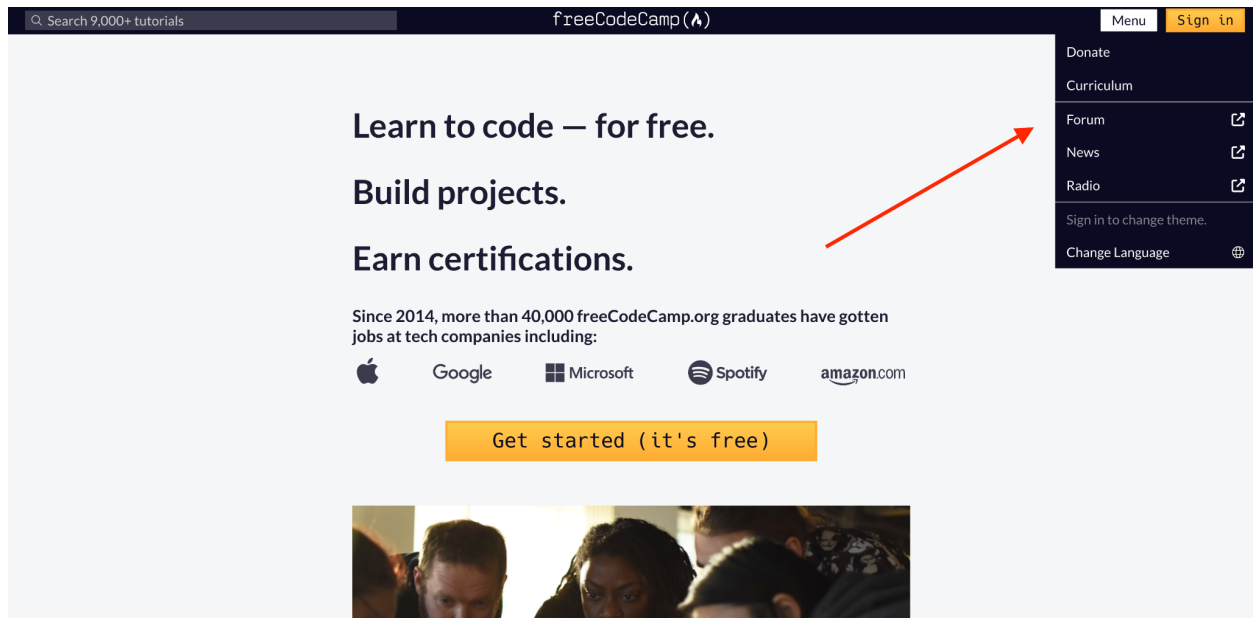 Search 9,000+ tutorials
freeCodeCamp(🔥)
Menu
Sign in
Donate
Curriculum
Forum
News
Radio
Sign in to change theme.
Change Language
Learn to code — for free.
Build projects.
Earn certifications.
Since 2014, more than 40,000 freeCodeCamp.org graduates have gotten
jobs at tech companies including:
Google
Microsoft
Spotify
amazon.com
Get started (it's free)